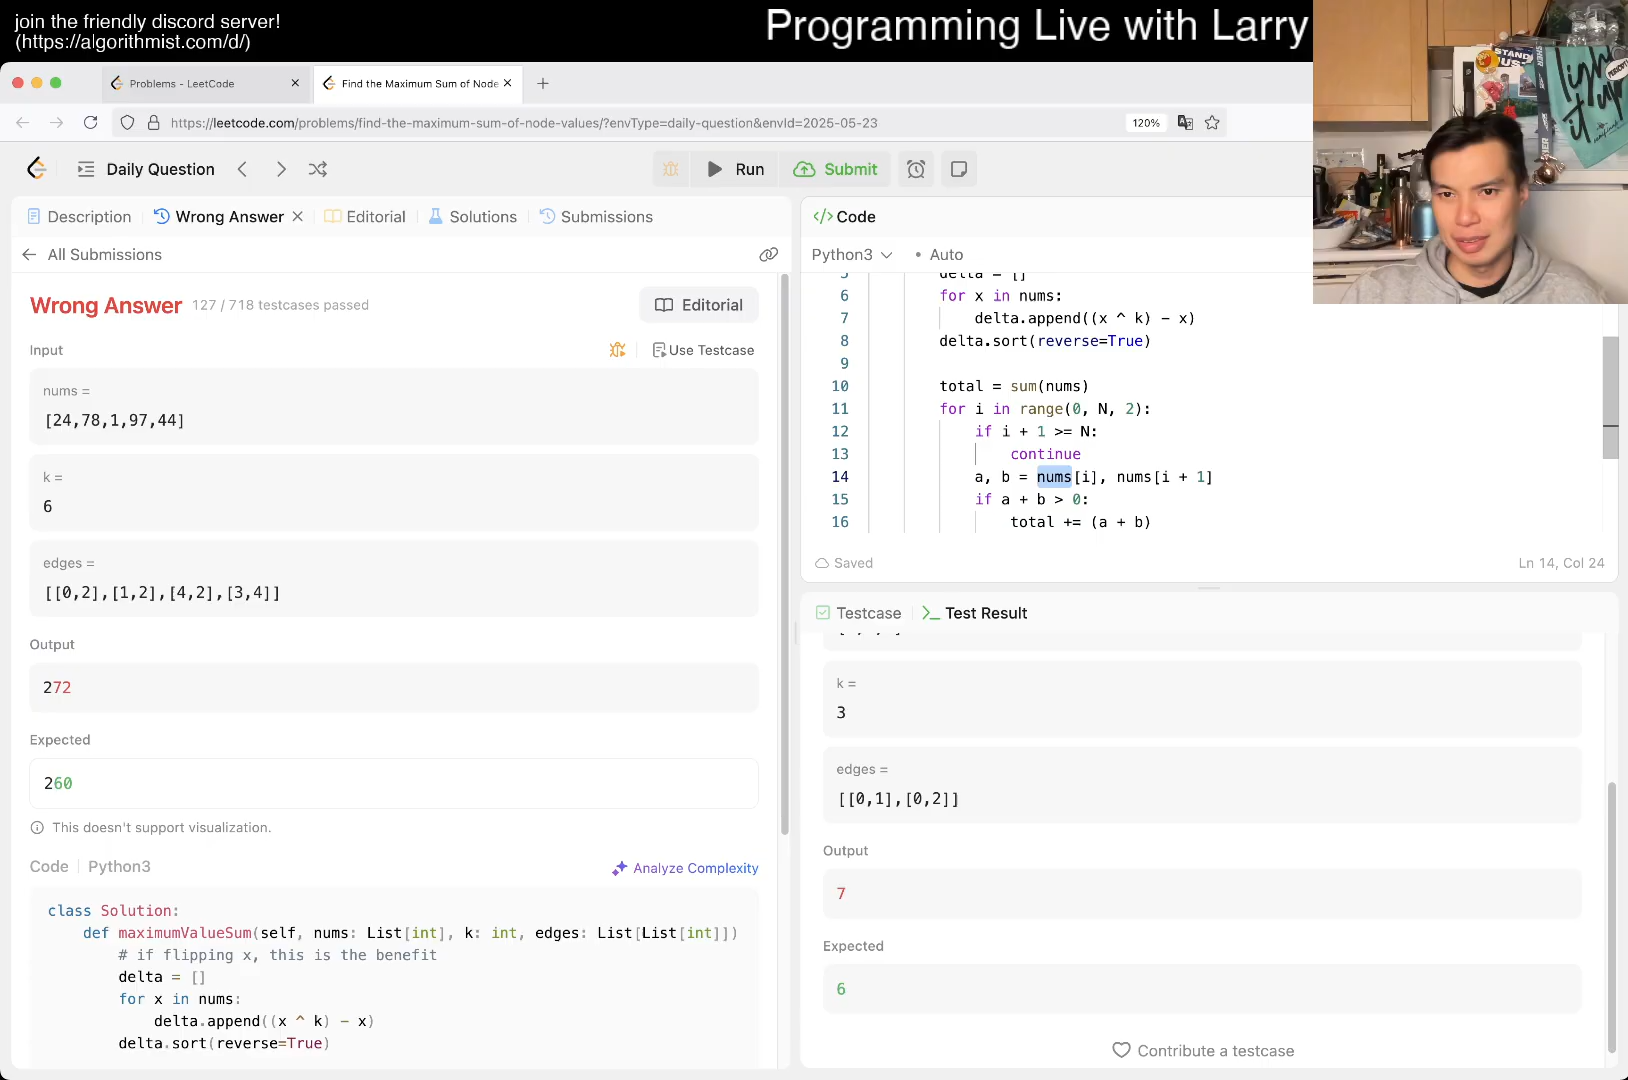 join the friendly discord server!
(https://algorithmist.com/d/)
Programming Live with Larry
Problems - LeetCode
Find the Maximum Sum of Node
https://leetcode.com/problems/find-the-maximum-sum-of-node-values/?envType=daily-question&envId=2025-05-23
120%
Daily Question
Run
Submit
Description
Wrong Answer
Editorial
Solutions
Submissions
All Submissions
Wrong Answer 127 / 718 testcases passed
Editorial
Input
Use Testcase
nums =
[24,78,1,97,44]
k =
6
edges =
[[0,2],[1,2],[4,2],[3,4]]
Output
272
Expected
260
This doesn't support visualization.
Code | Python3
Analyze Complexity
class Solution:
def maximumValueSum(self, nums: List[int], k: int, edges: List[List[int]])
# if flipping x, this is the benefit
delta = []
for x in nums:
delta.append((x ^ k) - x)
delta.sort(reverse=True)
</> Code
Python3
• Auto
5 delta = []
6 for x in nums:
7 delta.append((x ^ k) - x)
8 delta.sort(reverse=True)
9
10 total = sum(nums)
11 for i in range(0, N, 2):
12 if i + 1 >= N:
13 continue
14 a, b = nums[i], nums[i + 1]
15 if a + b > 0:
16 total += (a + b)
Saved
Ln 14, Col 24
Testcase
Test Result
k =
3
edges =
[[0,1],[0,2]]
Output
7
Expected
6
Contribute a testcase